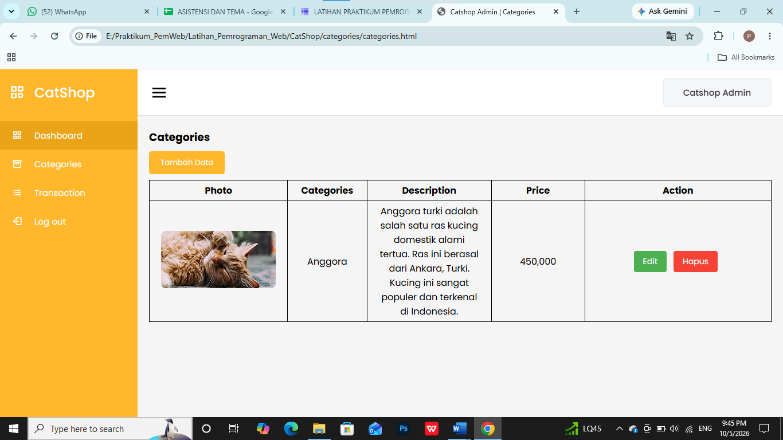 (52) WhatsApp
ASISTENSI DAN TEMA - Google
LATIHAN PRAKTIKUM PEMROG
Catshop Admin | Categories
Ask Gemini
File
E:/Praktikum_PemWeb/Latihan_Pemrograman_Web/CatShop/categories/categories.html
P
All Bookmarks
CatShop
Catshop Admin
Dashboard
Categories
Transaction
Log out
Categories
Tambah Data
Photo Categories Description Price Action
Anggora
Anggora turki adalah
salah satu ras kucing
domestik alami
tertua. Ras ini berasal
dari Ankara, Turki.
Kucing ini sangat
populer dan terkenal
di Indonesia.
450,000
Edit
Hapus
Type here to search
Ps
W
LQ45
ENG
9:45 PM
10/5/2026